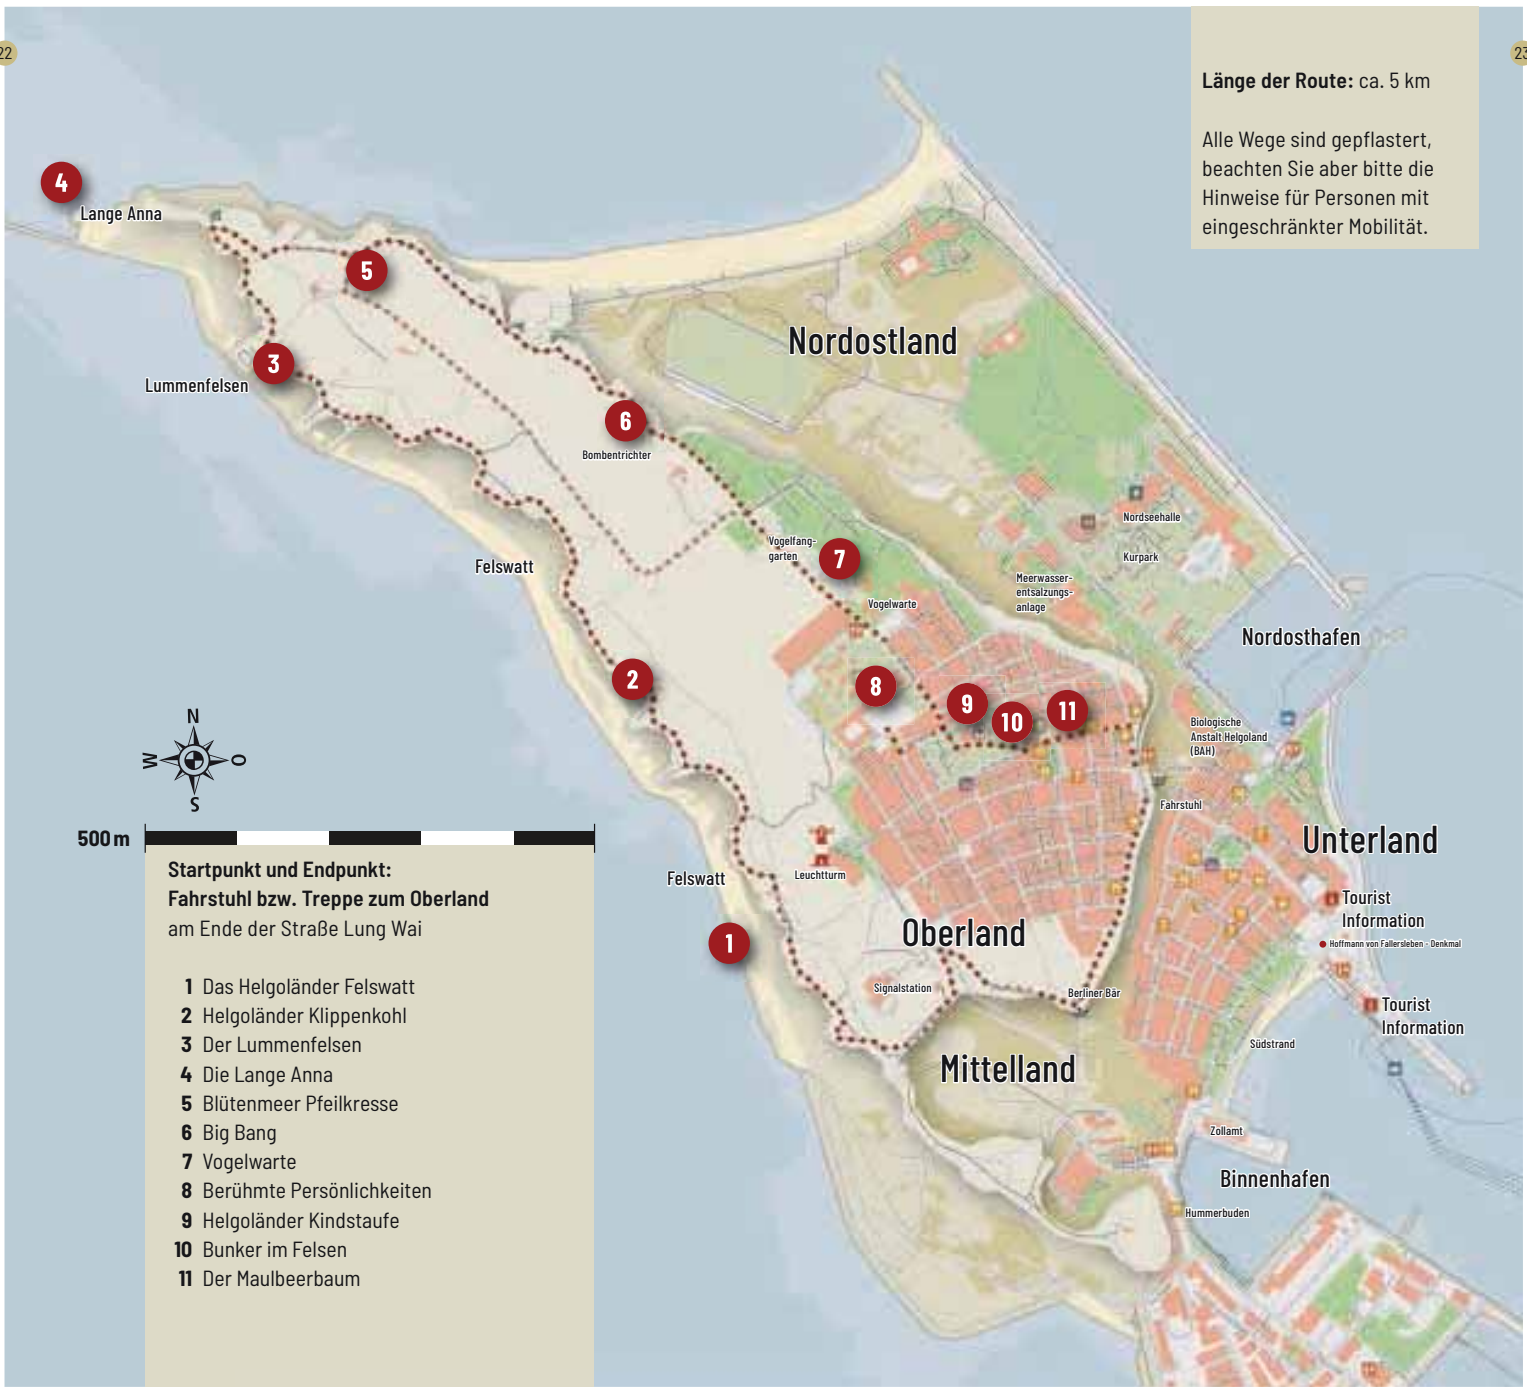 22
23
Länge der Route: ca. 5 km
Alle Wege sind gepflastert,
beachten Sie aber bitte die
Hinweise für Personen mit
eingeschränkter Mobilität.
4
Lange Anna
5
3
Lummenfelsen
Nordostland
6
Bombentrichter
Nordseehalle
Kurpark
Vogelfang-
garten
7
Felswatt
Meerwasser-
entsalzungs-
anlage
Vogelwarte
Nordosthafen
2
8
9
10
11
Biologische
Anstalt Helgoland
(BAH)
N
W
O
S
Fahrstuhl
500 m
Unterland
Leuchtturm
Felswatt
Tourist
Information
Hoffmann von Fallersleben - Denkmal
1
Oberland
Signalstation
Berliner Bär
Tourist
Information
Südstrand
Mittelland
Zollamt
Binnenhafen
Hummerbuden
Startpunkt und Endpunkt:
Fahrstuhl bzw. Treppe zum Oberland
am Ende der Straße Lung Wai
1 Das Helgoländer Felswatt
2 Helgoländer Klippenkohl
3 Der Lummenfelsen
4 Die Lange Anna
5 Blütenmeer Pfeilkresse
6 Big Bang
7 Vogelwarte
8 Berühmte Persönlichkeiten
9 Helgoländer Kindstaufe
10 Bunker im Felsen
11 Der Maulbeerbaum